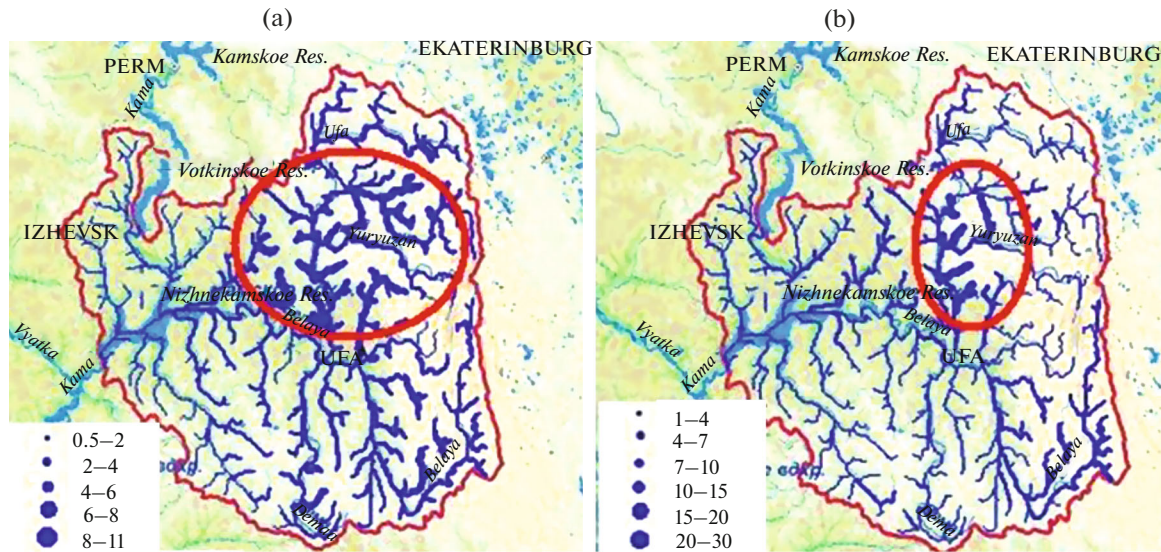 (a)
EKATERINBURG
Kamskoe Res.
PERM
Kama
Ufa
Votkinskoe Res.
IZHEVSK
Yuryuzan
Nizhnekamskoe Res.
Belaya
Vyatka
UFA
Kama
Belaya
Dema
0.5–2
2–4
4–6
6–8
8–11
(b)
Kamskoe Res.
EKATERINBURG
PERM
Kama
Ufa
Votkinskoe Res.
IZHEVSK
Yuryuzan
Nizhnekamskoe Res.
Belaya
Vyatka
UFA
Kama
Belaya
Dema
1–4
4–7
7–10
10–15
15–20
20–30